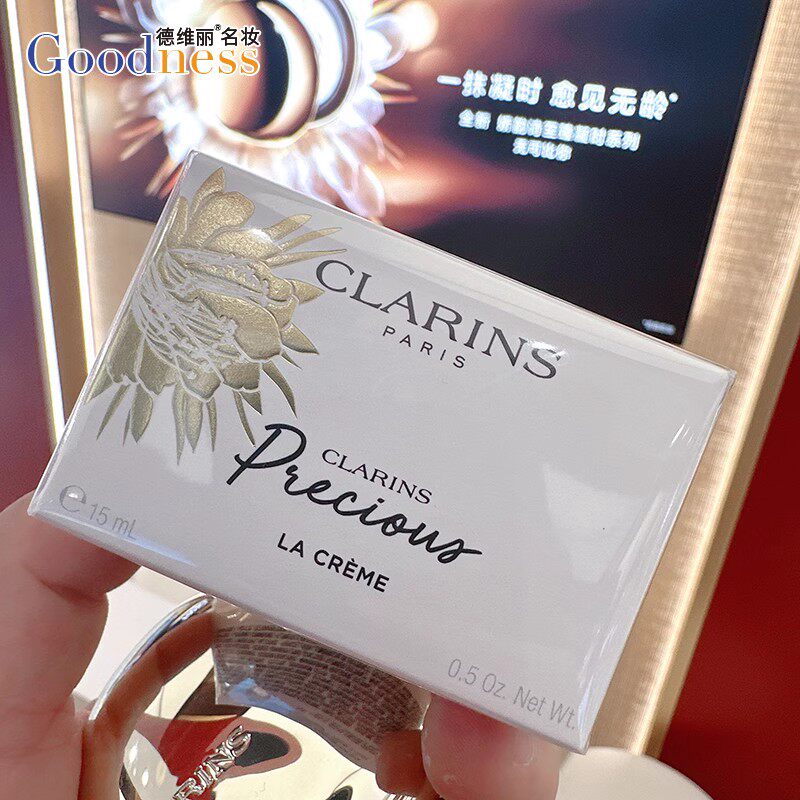 德维丽®名妆
Goodness
一抹凝时 愈见无龄*
CLARINS
PARIS
CLARINS
Precious
LA CRÈME
℮ 15 mL
0.5 Oz. Net Wt.